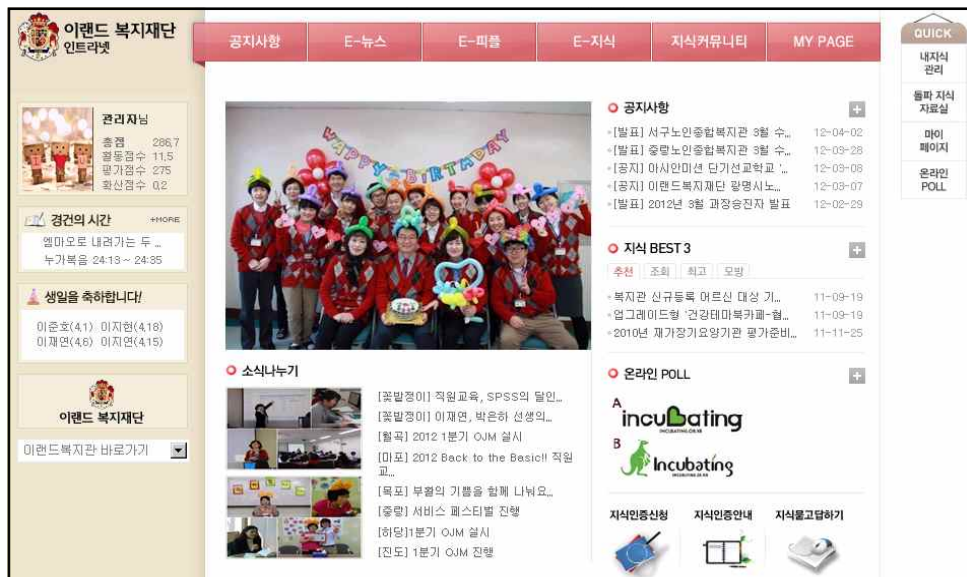 이랜드 복지재단
인트라넷
공지사항
E-뉴스
E-피플
E-지식
지식커뮤니티
MY PAGE
QUICK
내지식
관리
돌파 지식
자료실
마이
페이지
온라인
POLL
관리자님
총점 286.7
활동점수 11.5
평가점수 275
확산점수 0.2
경건의 시간 +MORE
엠마오로 내려가는 두 ...
누가복음 24:13 ~ 24:35
생일을 축하합니다!
이준호(4.1) 이지현(4.18)
이재연(4.6) 이지연(4.15)
이랜드 복지재단
이랜드복지관 바로가기
HAPPY BIRTHDAY
소식나누기
[꽃밭정이] 직원교육, SPSS의 달인...
[꽃밭정이] 이재연, 박은하 선생의...
[월곡] 2012 1분기 OJM 실시
[마포] 2012 Back to the Basic!! 직원
교...
[목포] 부활의 기쁨을 함께 나눠요...
[중랑] 서비스 페스티벌 진행
[하당]1분기 OJM 실시
[진도] 1분기 OJM 진행
공지사항
[발표] 서구노인종합복지관 3월 수... 12-04-02
[발표] 중랑노인종합복지관 3월 수... 12-03-28
[공지] 아시안미션 단기선교학교 '... 12-03-08
[공지] 이랜드복지재단 광명시노... 12-03-07
[발표] 2012년 3월 과장승진자 발표 12-02-29
지식 BEST 3
추천 조회 최고 모방
복지관 신규등록 어르신 대상 기... 11-09-19
업그레이드형 '건강테마북카페-협... 11-09-19
2010년 재가장기요양기관 평가준비... 11-11-25
온라인 POLL
A
incubating
INCUBATING.OR.KR
B
Incubating
INCUBATING.OR.KR
지식인증신청 지식인증안내 지식묻고답하기